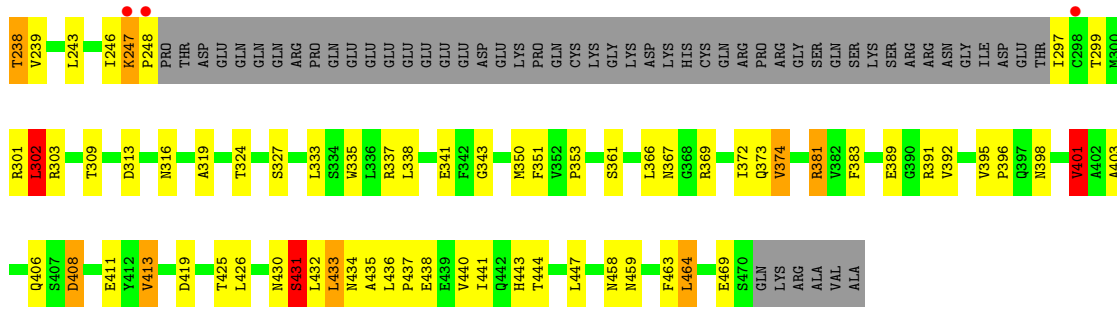 T238 V239 L243 I246 K247 P248 PRO THR ASP GLU GLN GLN GLN ARG PRO GLN GLU GLU GLU GLU GLU GLU ASP GLU LYS PRO GLN CYS LYS GLY LYS ASP LYS HIS CYS GLN ARG PRO ARG GLY SER GLN SER LYS SER ARG ARG ASN GLY ILE ASP GLU THR I297 C298 T299 M300
R301 L302 R303 T309 D313 N316 A319 T324 S327 L333 S334 W335 L336 R337 L338 E341 F342 G343 M350 F351 V352 P353 S361 L366 N367 G368 R369 I372 Q373 V374 R381 V382 F383 E389 G390 R391 V392 V395 P396 Q397 N398 V401 A402 A403
Q406 S407 D408 E411 Y412 V413 D419 T425 L426 N430 S431 L432 L433 N434 A435 L436 P437 E438 E439 V440 I441 Q442 H443 T444 L447 N458 N459 F463 L464 E469 S470 GLN LYS ARG ALA VAL ALA